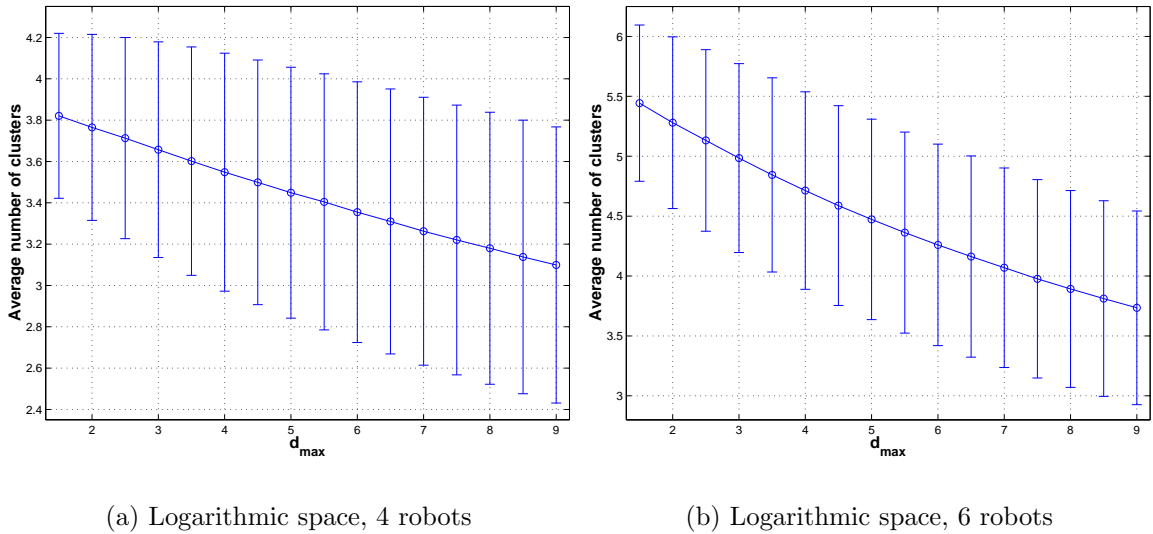 4.2
4
3.8
3.6
3.4
3.2
3
2.8
2.6
2.4
Average number of clusters
2 3 4 5 6 7 8 9
d_max
(a) Logarithmic space, 4 robots
6
5.5
5
4.5
4
3.5
3
Average number of clusters
2 3 4 5 6 7 8 9
d_max
(b) Logarithmic space, 6 robots